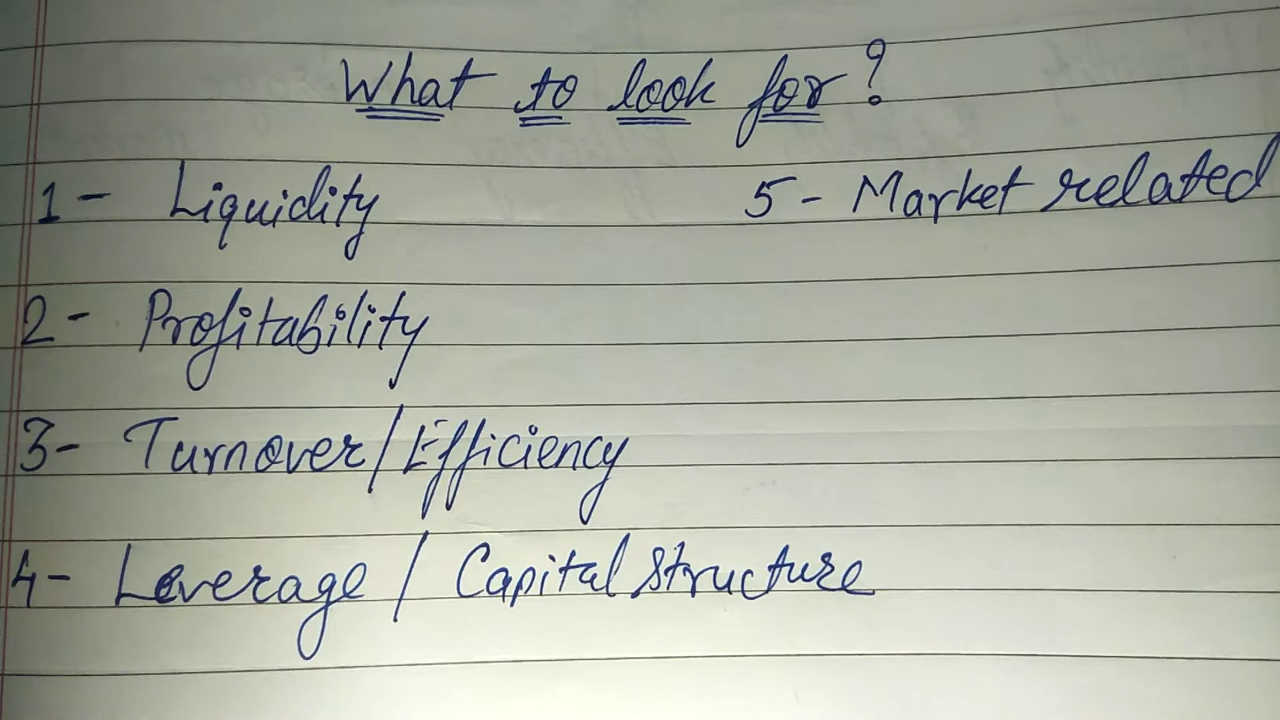 What to look for?
1- Liquidity
2- Profitability
3- Turnover/Efficiency
4- Leverage / Capital Structure
5- Market related